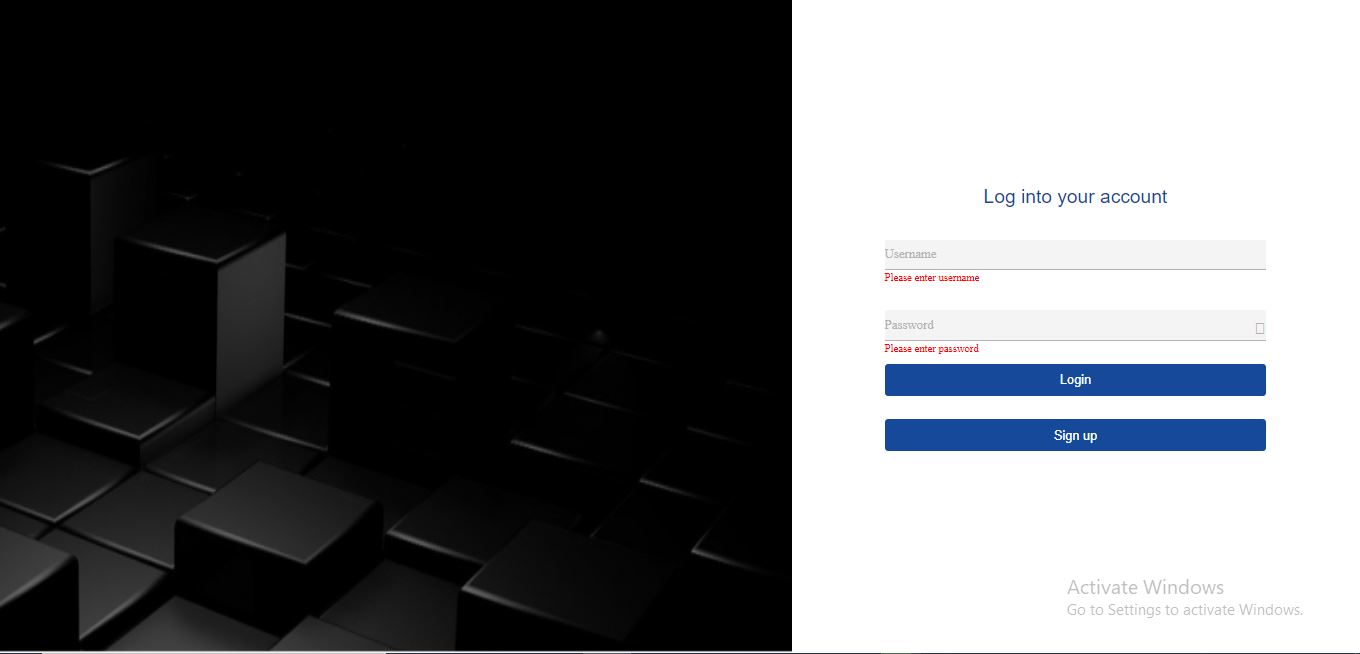 Log into your account
Username
Please enter username
Password
Please enter password
Login
Sign up
Activate Windows
Go to Settings to activate Windows.